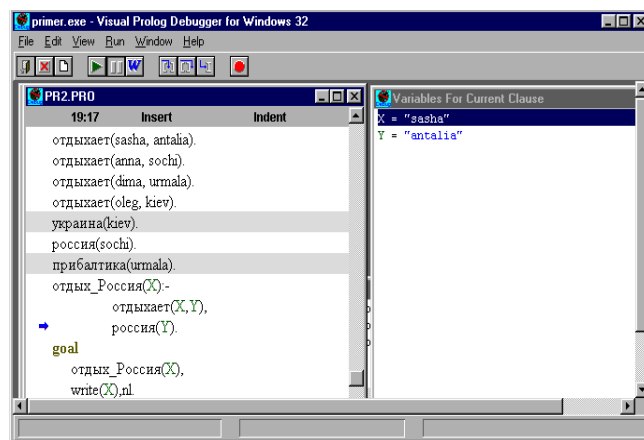 primer.exe - Visual Prolog Debugger for Windows 32
File Edit View Run Window Help
W
PR2.PRO
19:17 Insert Indent
отдыхает(sasha, antalia).
отдыхает(anna, sochi).
отдыхает(dima, urmala).
отдыхает(oleg, kiev).
украина(kiev).
россия(sochi).
прибалтика(urmala).
отдых_Россия(X):-
отдыхает(X,Y),
россия(Y).
goal
отдых_Россия(X),
write(X),nl.
Variables For Current Clause
X = "sasha"
Y = "antalia"